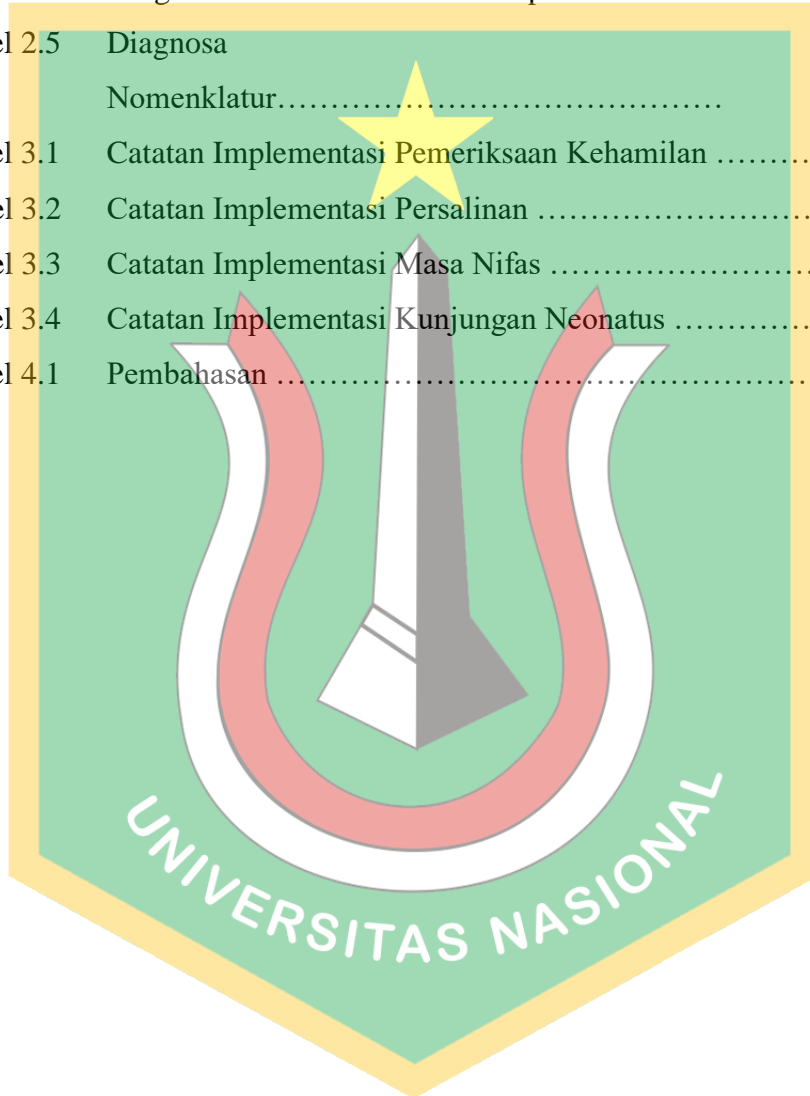 el 2.5 Diagnosa
Nomenklatur……………………………………
el 3.1 Catatan Implementasi Pemeriksaan Kehamilan ………
el 3.2 Catatan Implementasi Persalinan ………………………
el 3.3 Catatan Implementasi Masa Nifas ……………………
el 3.4 Catatan Implementasi Kunjungan Neonatus …………
el 4.1 Pembahasan ……………………………………………
UNIVERSITAS NASIONAL